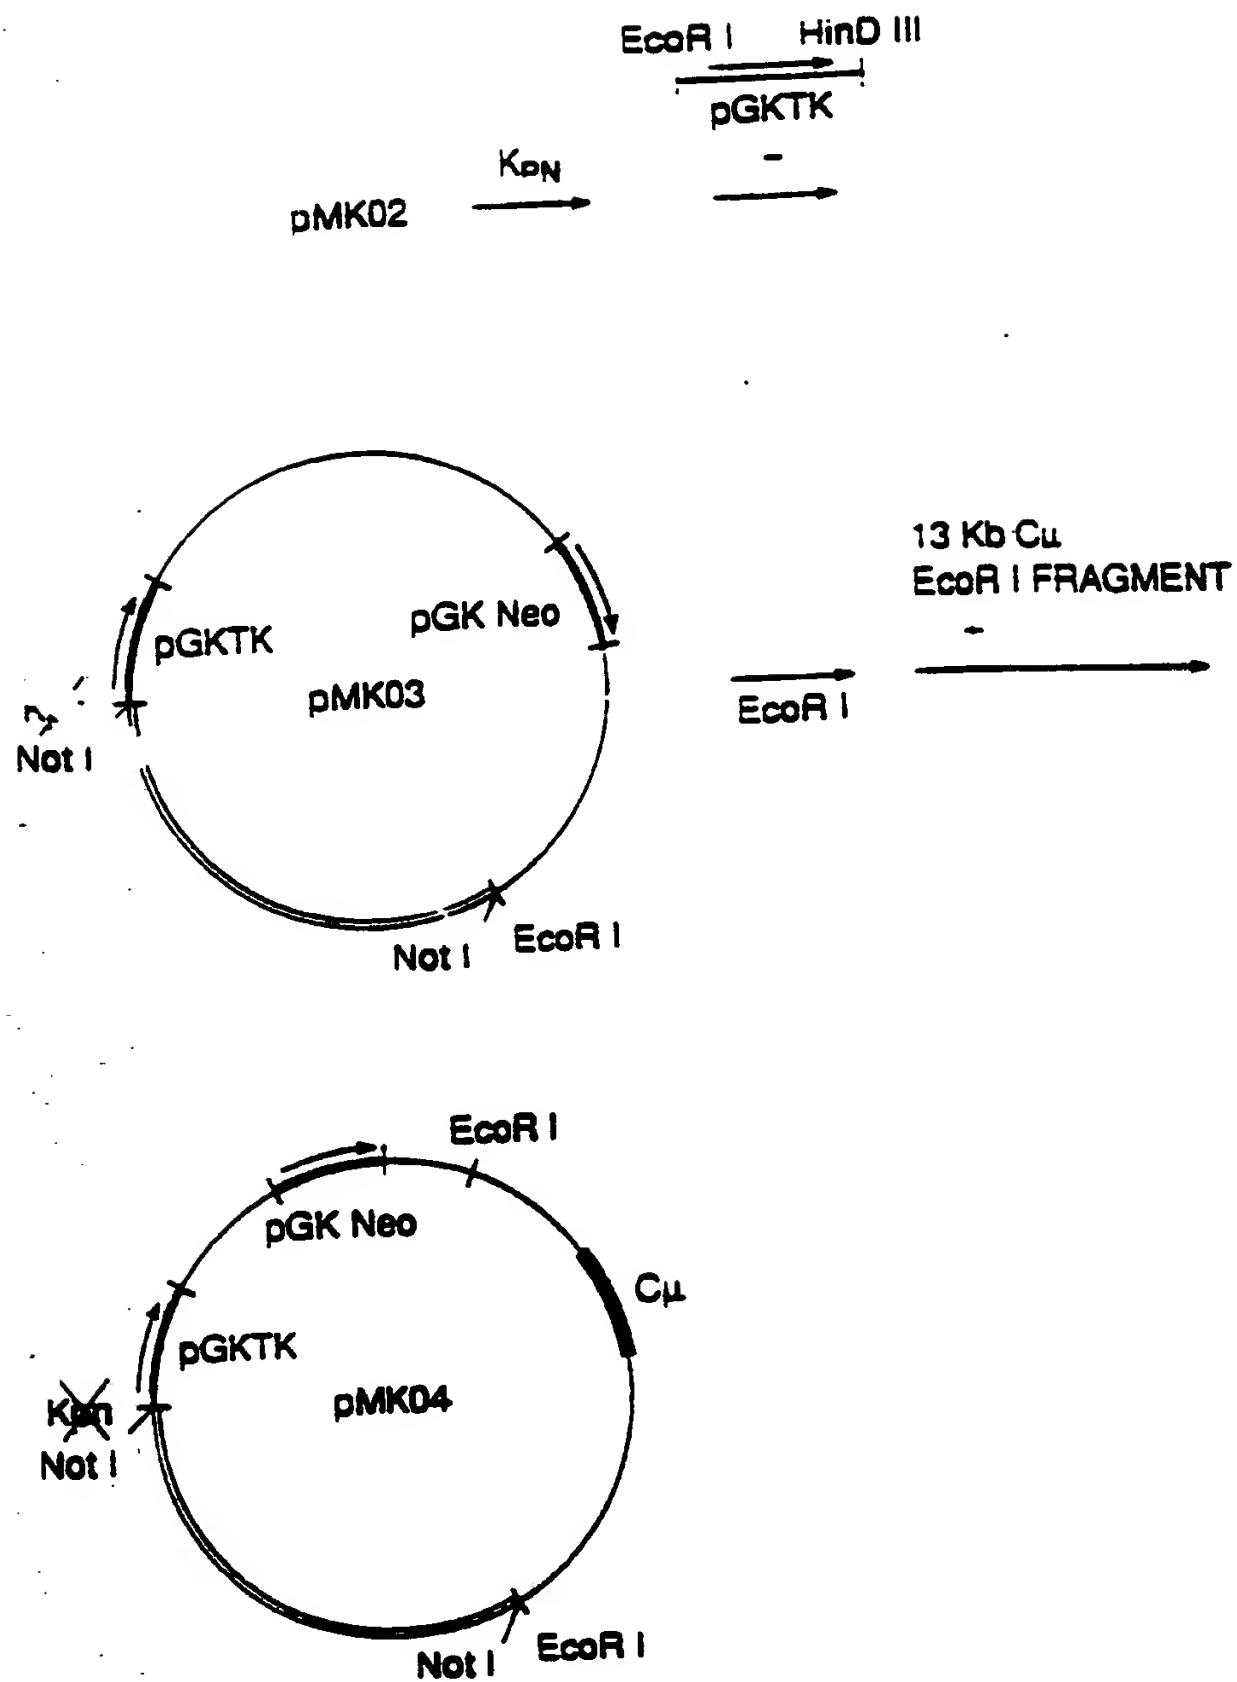 EcoR I HinD III
pGKTK
KPN
pMK02
13 Kb Cµ
EcoR I FRAGMENT
pGK Neo
pGKTK
pMK03
EcoR I
Not I
Not I EcoR I
EcoR I
pGK Neo
Cµ
pGKTK
pMK04
Kpn
Not I
Not I EcoR I